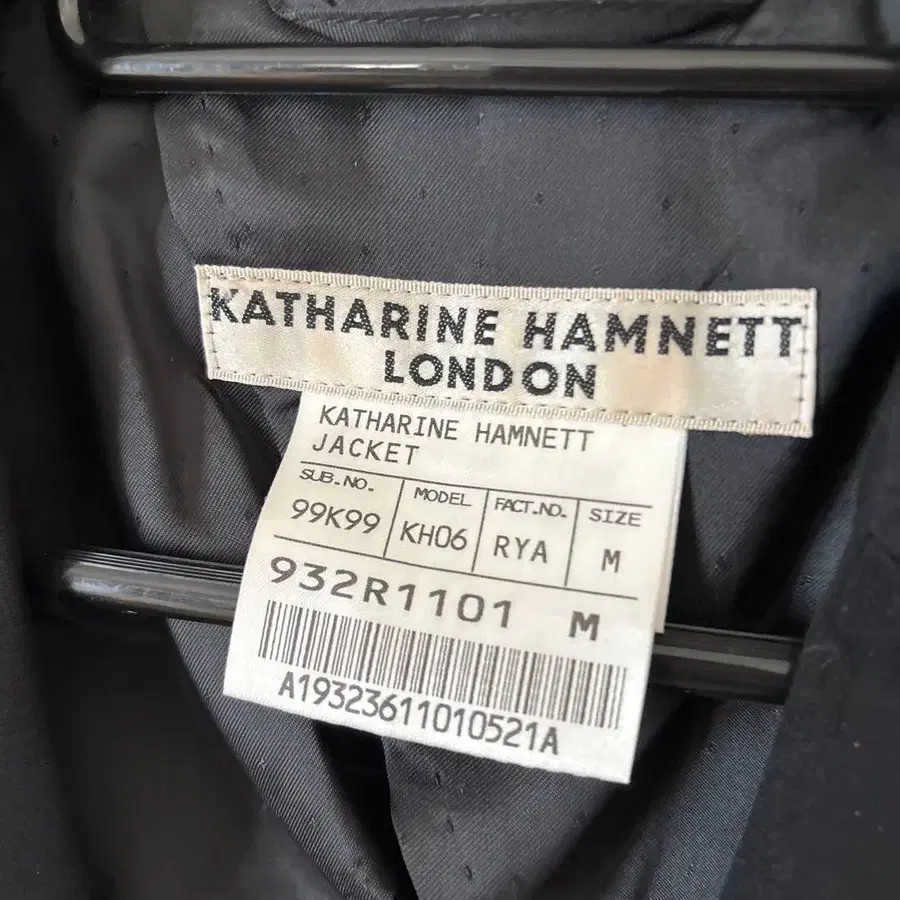 KATHARINE HAMNETT
LONDON
KATHARINE HAMNETT
JACKET
SUB.NO. MODEL FACT.NO. SIZE
99K99 KH06 RYA M
932R1101 M
A19323611010521A